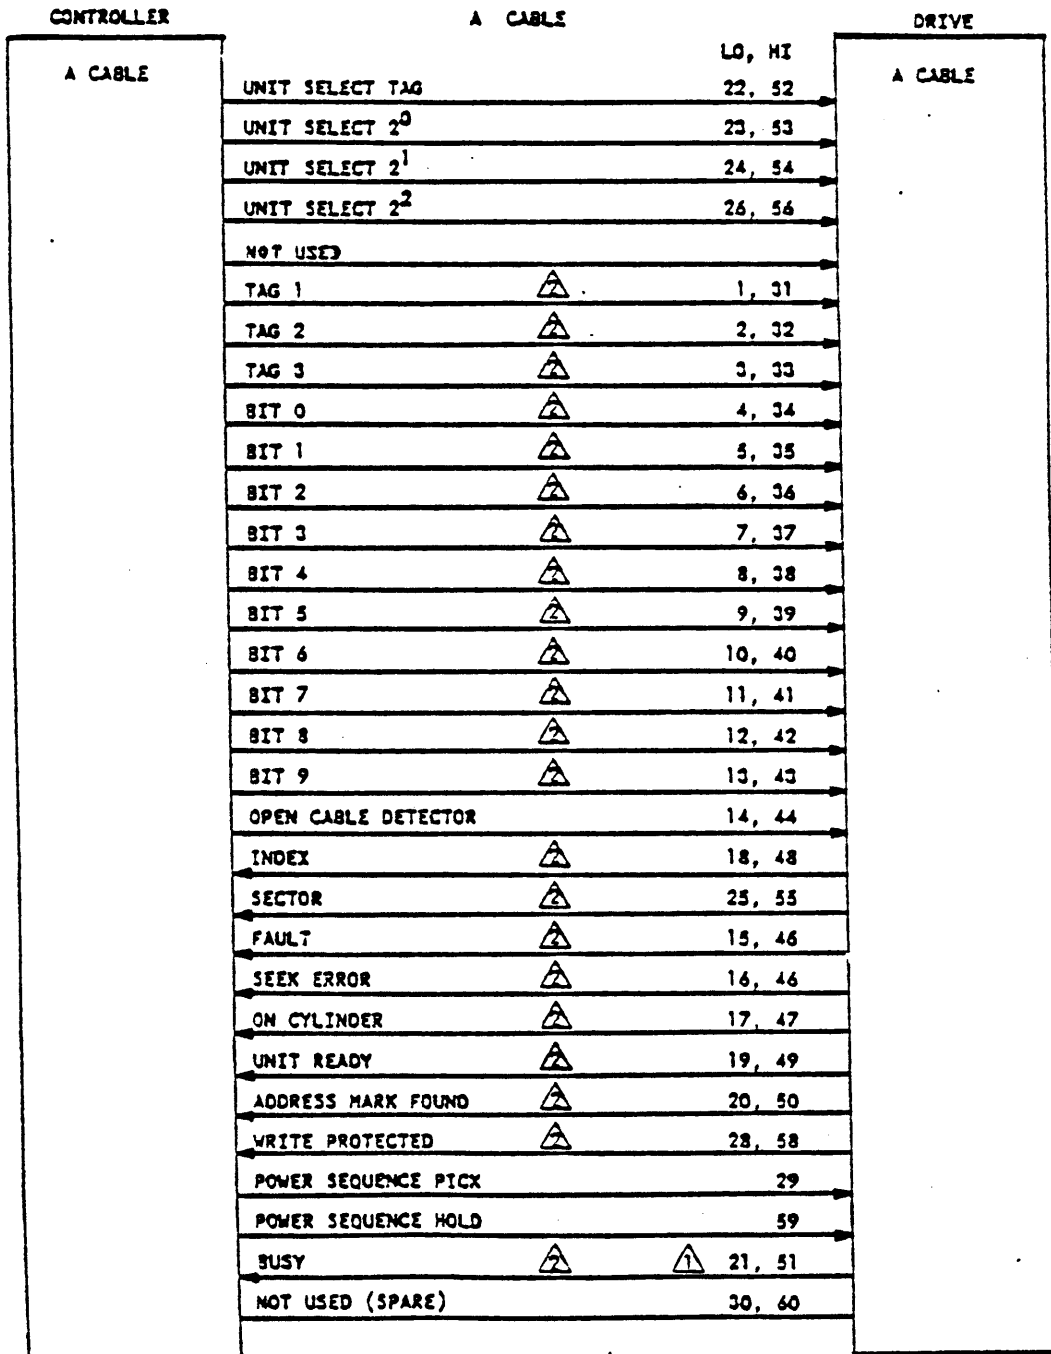 CONTROLLER A CABLE DRIVE
LO, HI
A CABLE A CABLE
UNIT SELECT TAG 22, 52
UNIT SELECT 2⁰ 23, 53
UNIT SELECT 2¹ 24, 54
UNIT SELECT 2² 26, 56
NOT USED
TAG 1 2 1, 31
TAG 2 2 2, 32
TAG 3 2 3, 33
BIT 0 2 4, 34
BIT 1 2 5, 35
BIT 2 2 6, 36
BIT 3 2 7, 37
BIT 4 2 8, 38
BIT 5 2 9, 39
BIT 6 2 10, 40
BIT 7 2 11, 41
BIT 8 2 12, 42
BIT 9 2 13, 43
OPEN CABLE DETECTOR 14, 44
INDEX 2 18, 48
SECTOR 2 25, 55
FAULT 2 15, 46
SEEK ERROR 2 16, 46
ON CYLINDER 2 17, 47
UNIT READY 2 19, 49
ADDRESS MARK FOUND 2 20, 50
WRITE PROTECTED 2 28, 58
POWER SEQUENCE PICK 29
POWER SEQUENCE HOLD 59
BUSY 2 1 21, 51
NOT USED (SPARE) 30, 60